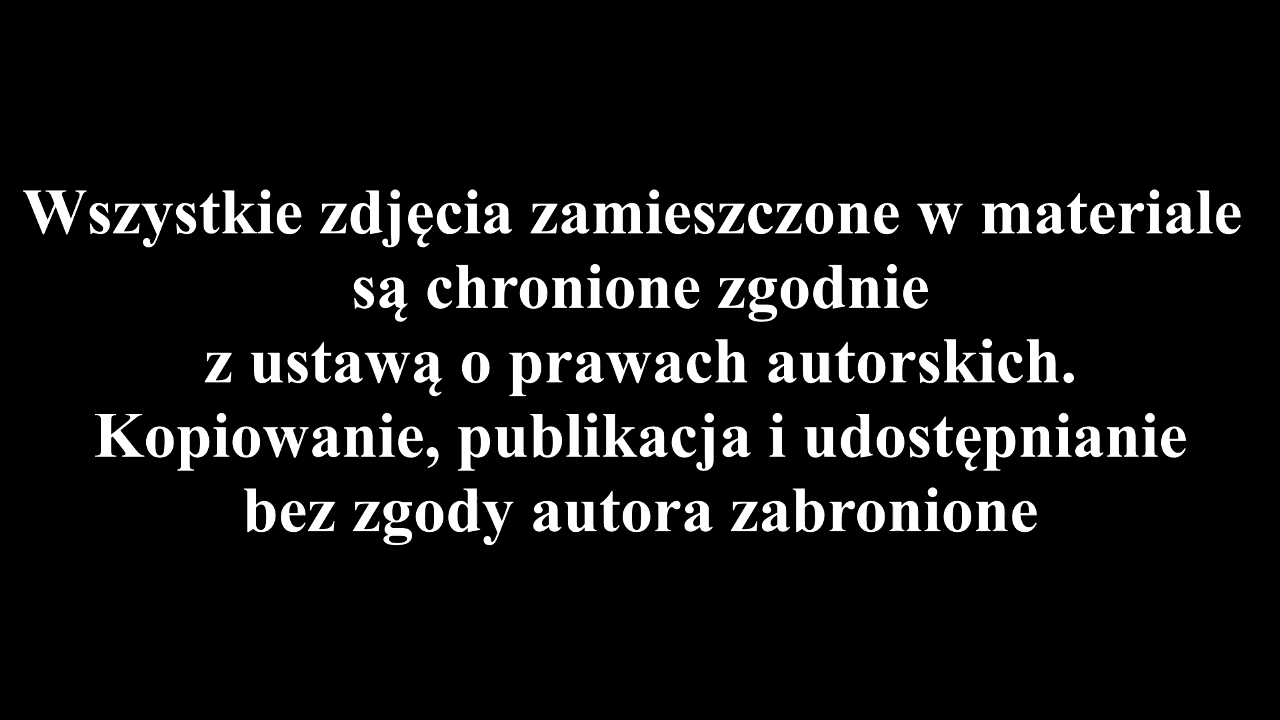 Wszystkie zdjęcia zamieszczone w materiale
są chronione zgodnie
z ustawą o prawach autorskich.
Kopiowanie, publikacja i udostępnianie
bez zgody autora zabronione